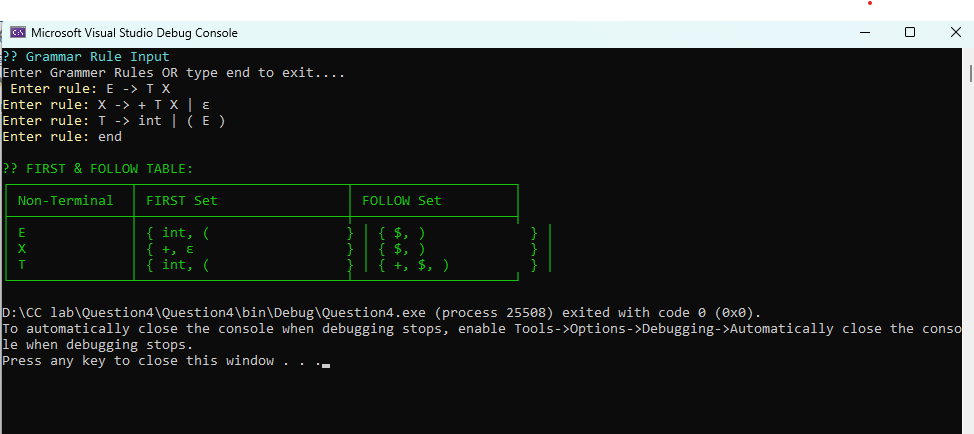 Microsoft Visual Studio Debug Console
?? Grammar Rule Input
Enter Grammer Rules OR type end to exit....
Enter rule: E -> T X
Enter rule: X -> + T X | ε
Enter rule: T -> int | ( E )
Enter rule: end
?? FIRST & FOLLOW TABLE:
Non-Terminal │ FIRST Set │ FOLLOW Set
E │ { int, ( } │ { $, ) } │
X │ { +, ε } │ { $, ) } │
T │ { int, ( } │ { +, $, ) } │
D:\CC lab\Question4\Question4\bin\Debug\Question4.exe (process 25508) exited with code 0 (0x0).
To automatically close the console when debugging stops, enable Tools->Options->Debugging->Automatically close the conso
le when debugging stops.
Press any key to close this window . . .